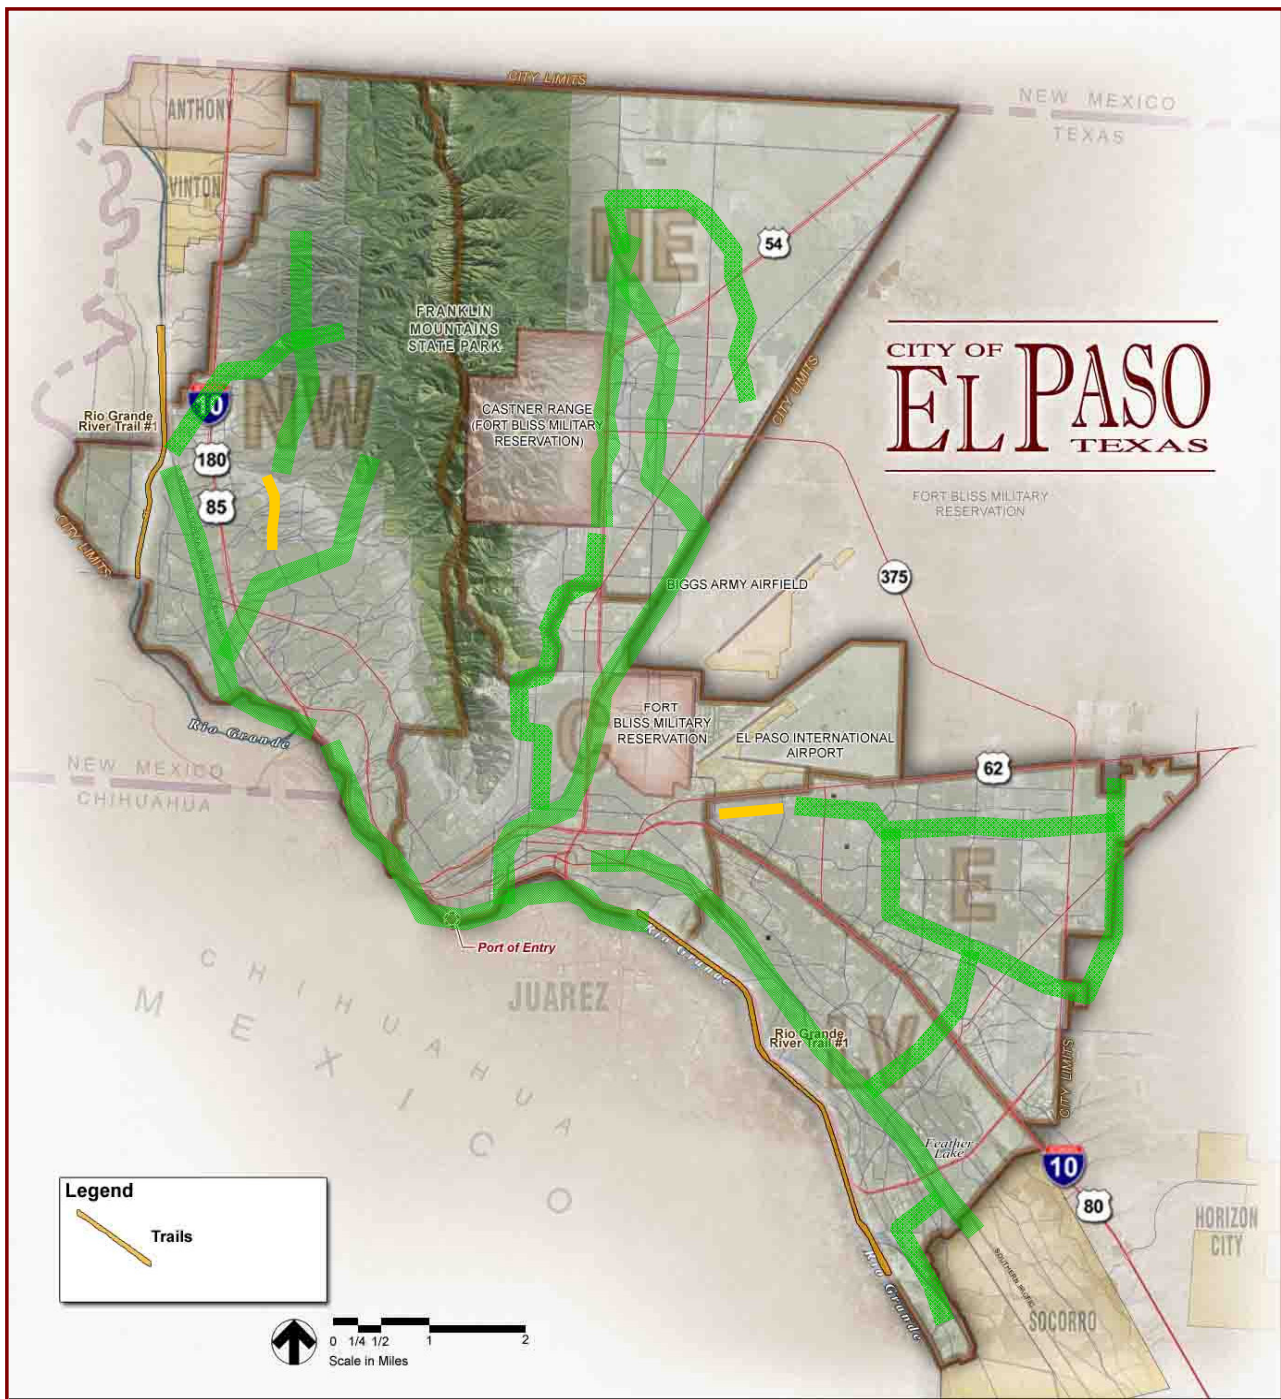 CITY LIMITS
NEW MEXICO
TEXAS
ANTHONY
VINTON
NE
54
FRANKLIN
MOUNTAINS
STATE PARK
CITY OF
EL PASO
TEXAS
CITY LIMITS
10
NW
Rio Grande
River Trail #1
CASTNER RANGE
(FORT BLISS MILITARY
RESERVATION)
180
85
FORT BLISS MILITARY
RESERVATION
CITY LIMITS
375
BIGGS ARMY AIRFIELD
Rio Grande
C
FORT
BLISS MILITARY
RESERVATION
EL PASO INTERNATIONAL
AIRPORT
NEW MEXICO
CHIHUAHUA
62
E
Port of Entry
Rio Grande
CHIHUAHUA
MEXICO
JUAREZ
Rio Grande
River Trail #1
LV
CITY LIMITS
Feather
Lake
10
80
HORIZON
CITY
Legend
Trails
SOUTHERN PACIFIC
SOCORRO
Rio Grande
0 1/4 1/2 1 2
Scale in Miles